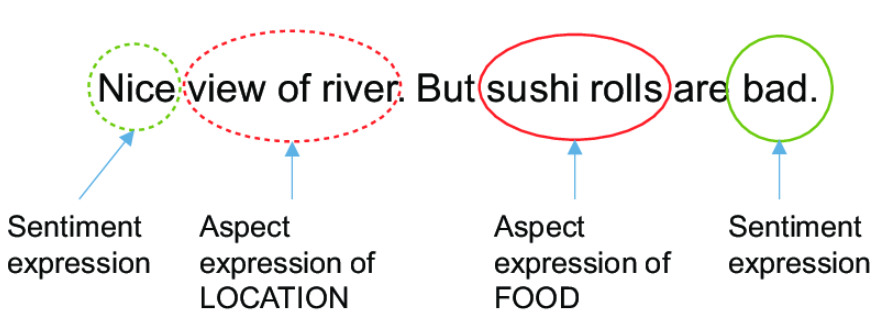 Nice view of river. But sushi rolls are bad.
Sentiment
expression
Aspect
expression of
LOCATION
Aspect
expression of
FOOD
Sentiment
expression